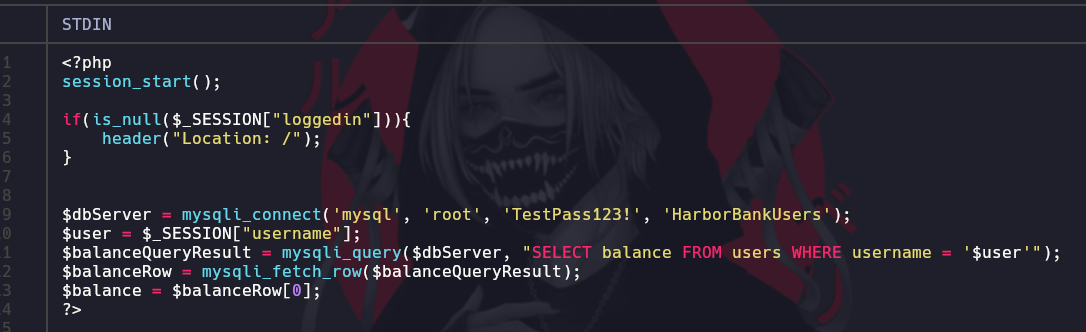 STDIN
1 <?php
2 session_start();
3
4 if(is_null($_SESSION["loggedin"])){
5     header("Location: /");
6 }
7
8
9 $dbServer = mysqli_connect('mysql', 'root', 'TestPass123!', 'HarborBankUsers');
0 $user = $_SESSION["username"];
1 $balanceQueryResult = mysqli_query($dbServer, "SELECT balance FROM users WHERE username = '$user'");
2 $balanceRow = mysqli_fetch_row($balanceQueryResult);
3 $balance = $balanceRow[0];
4 ?>
5